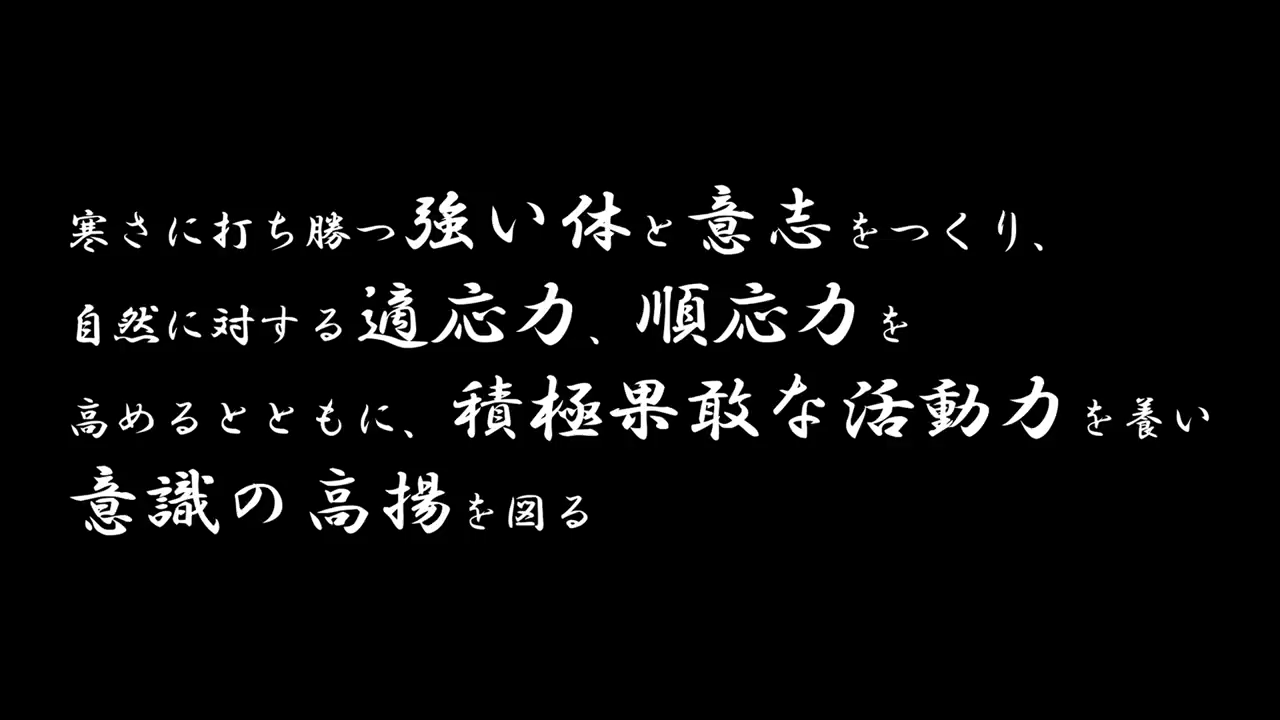 寒さに打ち勝つ強い体と意志をつくり、
自然に対する適応力、順応力を
高めるとともに、積極果敢な活動力を養い
意識の高揚を図る